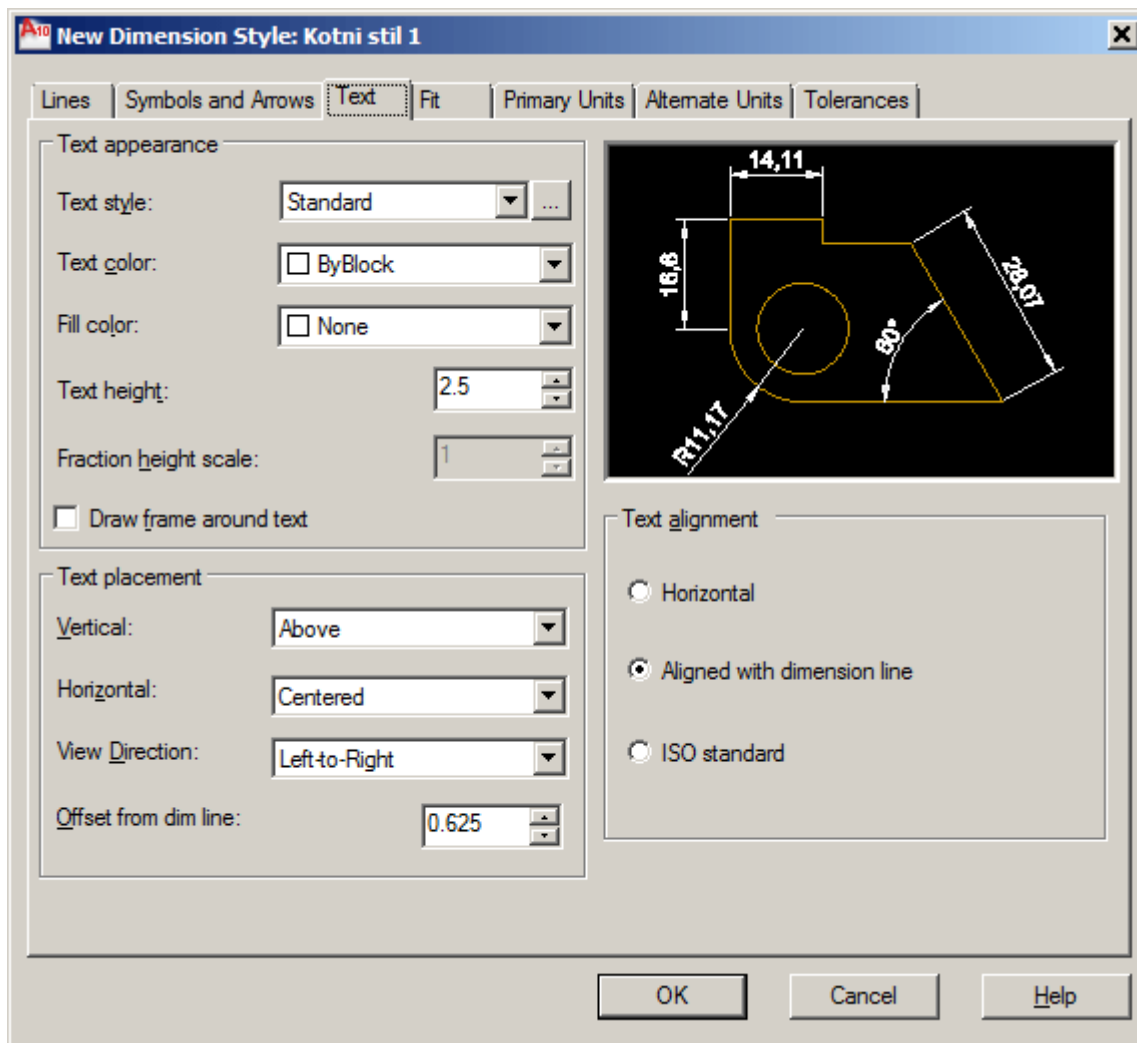 A10 New Dimension Style: Kotni stil 1
Lines Symbols and Arrows Text Fit Primary Units Alternate Units Tolerances
Text appearance
Text style: Standard ...
Text color: ByBlock
Fill color: None
Text height: 2.5
Fraction height scale: 1
Draw frame around text
14,11
16,6
28,07
60°
R11,17
Text placement
Vertical: Above
Horizontal: Centered
View Direction: Left-to-Right
Offset from dim line: 0.625
Text alignment
Horizontal
Aligned with dimension line
ISO standard
OK Cancel Help